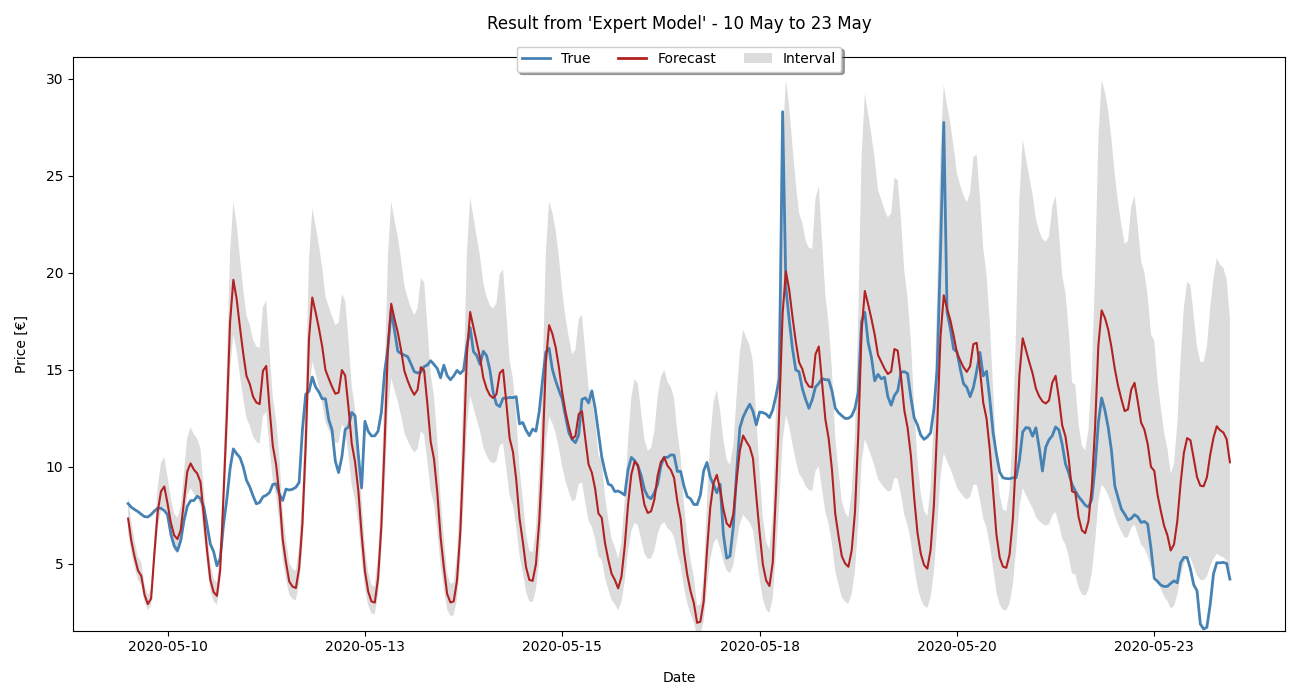 Result from 'Expert Model' - 10 May to 23 May
True Forecast Interval
30
25
20
15
10
5
Price [€]
2020-05-10 2020-05-13 2020-05-15 2020-05-18 2020-05-20 2020-05-23
Date